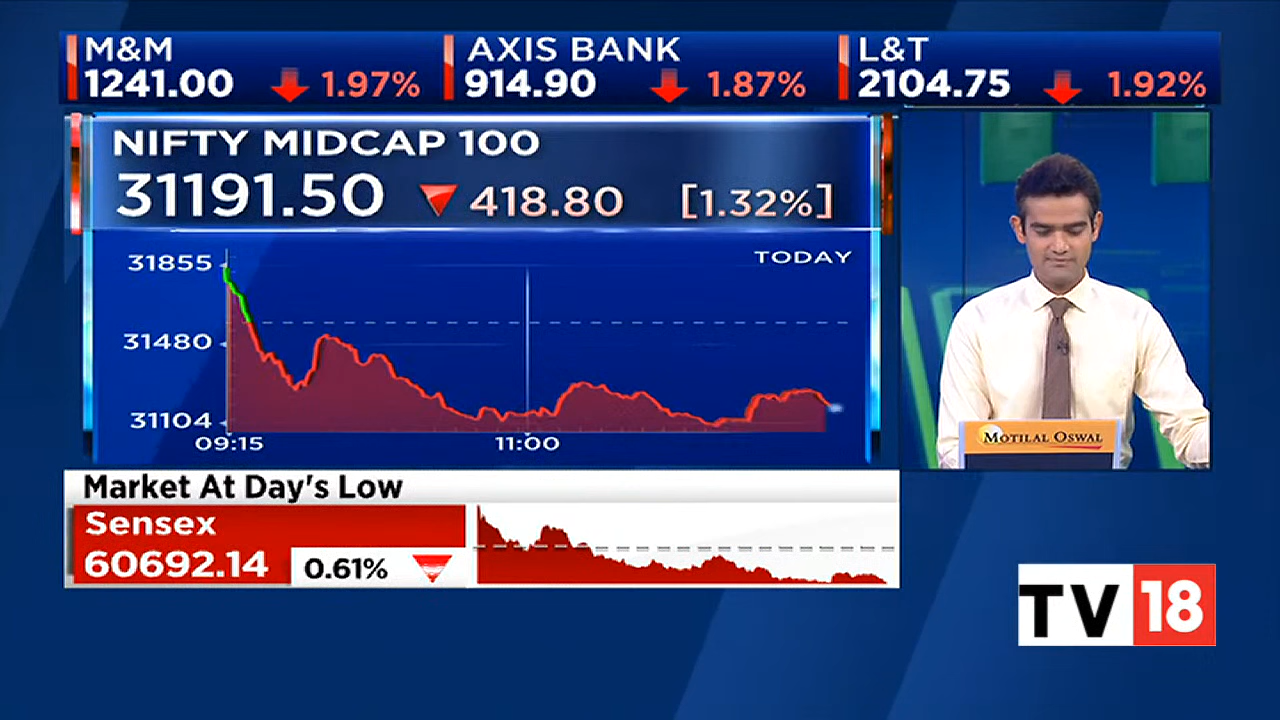 M&M
1241.00 1.97%
AXIS BANK
914.90 1.87%
L&T
2104.75 1.92%
NIFTY MIDCAP 100
31191.50 418.80 [1.32%]
TODAY
31855
31480
31104
09:15 11:00
MOTILAL OSWAL
Market At Day's Low
Sensex
60692.14 0.61%
TV18